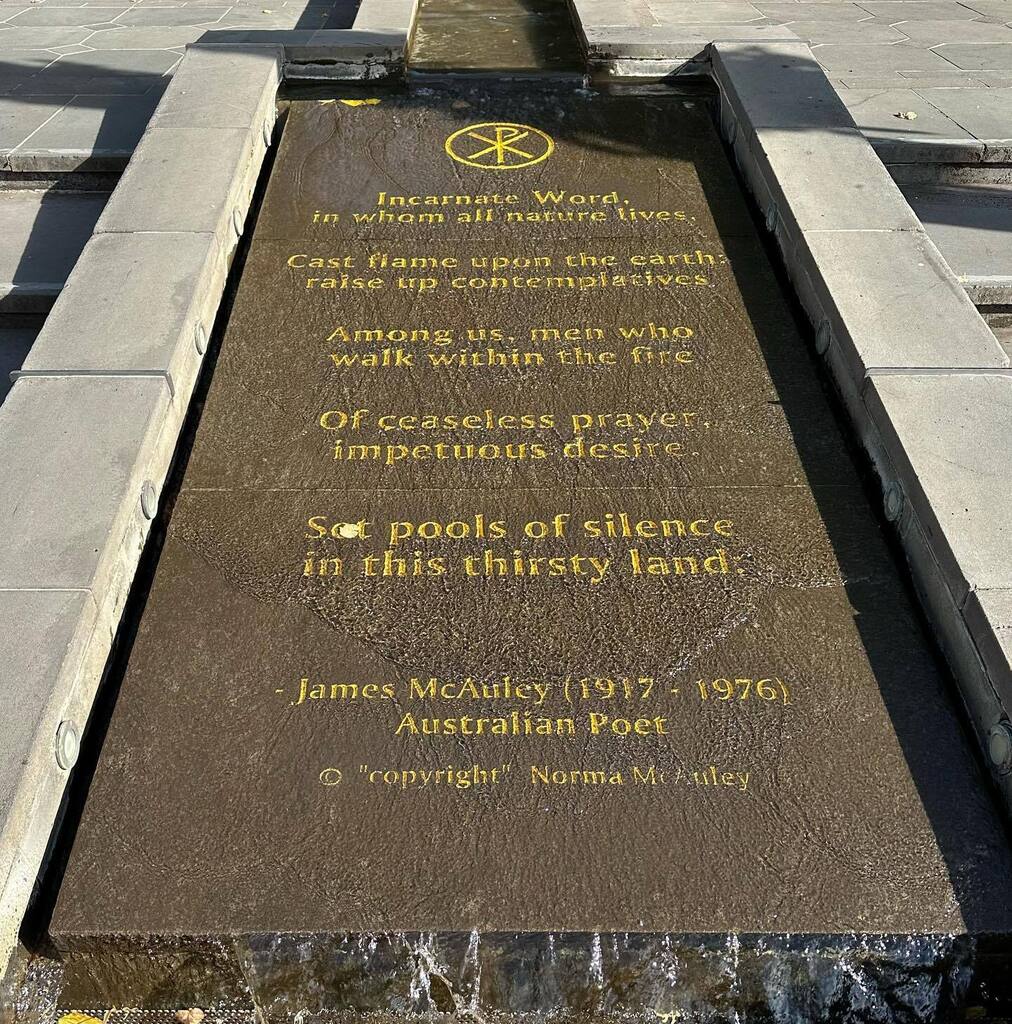 Incarnate Word,
in whom all nature lives,
Cast flame upon the earth:
raise up contemplatives
Among us, men who
walk within the fire
Of ceaseless prayer,
impetuous desire.
Set pools of silence
in this thirsty land:
- James McAuley (1917 - 1976)
Australian Poet
© "copyright" Norma McAuley